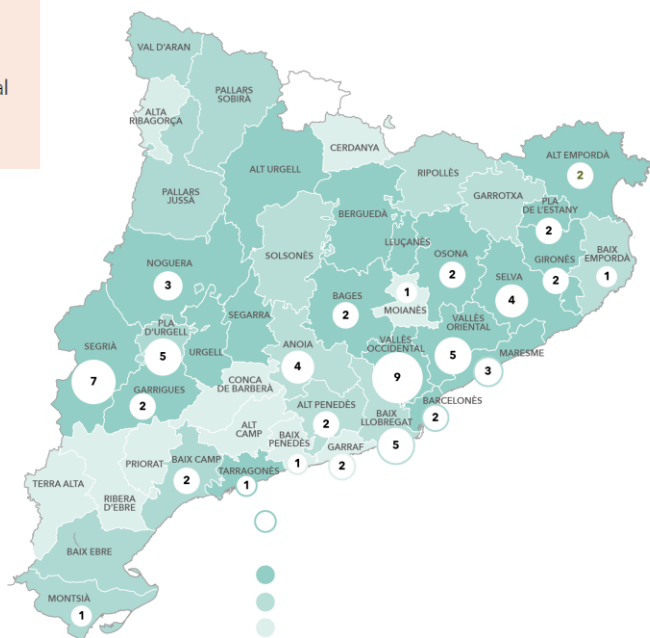 al
VAL D'ARAN
PALLARS
SOBIRÀ
ALTA
RIBAGORÇA
CERDANYA
ALT URGELL
RIPOLLÈS
ALT EMPORDÀ
2
GARROTXA
PALLARS
JUSSÀ
BERGUEDÀ
PLA
DE L'ESTANY
2
LLUÇANÈS
SOLSONÈS
OSONA
2
GIRONÈS
2
BAIX
EMPORDÀ
1
NOGUERA
3
SELVA
4
BAGES
2
1
MOIANÈS
SEGARRA
VALLÈS
ORIENTAL
5
PLA
D'URGELL
5
SEGRIÀ
7
URGELL
ANOIA
4
VALLÈS
OCCIDENTAL
9
MARESME
3
GARRIGUES
2
CONCA
DE BARBERÀ
ALT PENEDÈS
2
BARCELONÈS
2
BAIX
LLOBREGAT
5
ALT
CAMP
BAIX
PENEDÈS
1
GARRAF
2
PRIORAT
BAIX CAMP
2
TARRAGONÈS
1
TERRA ALTA
RIBERA
D'EBRE
BAIX EBRE
MONTSIÀ
1